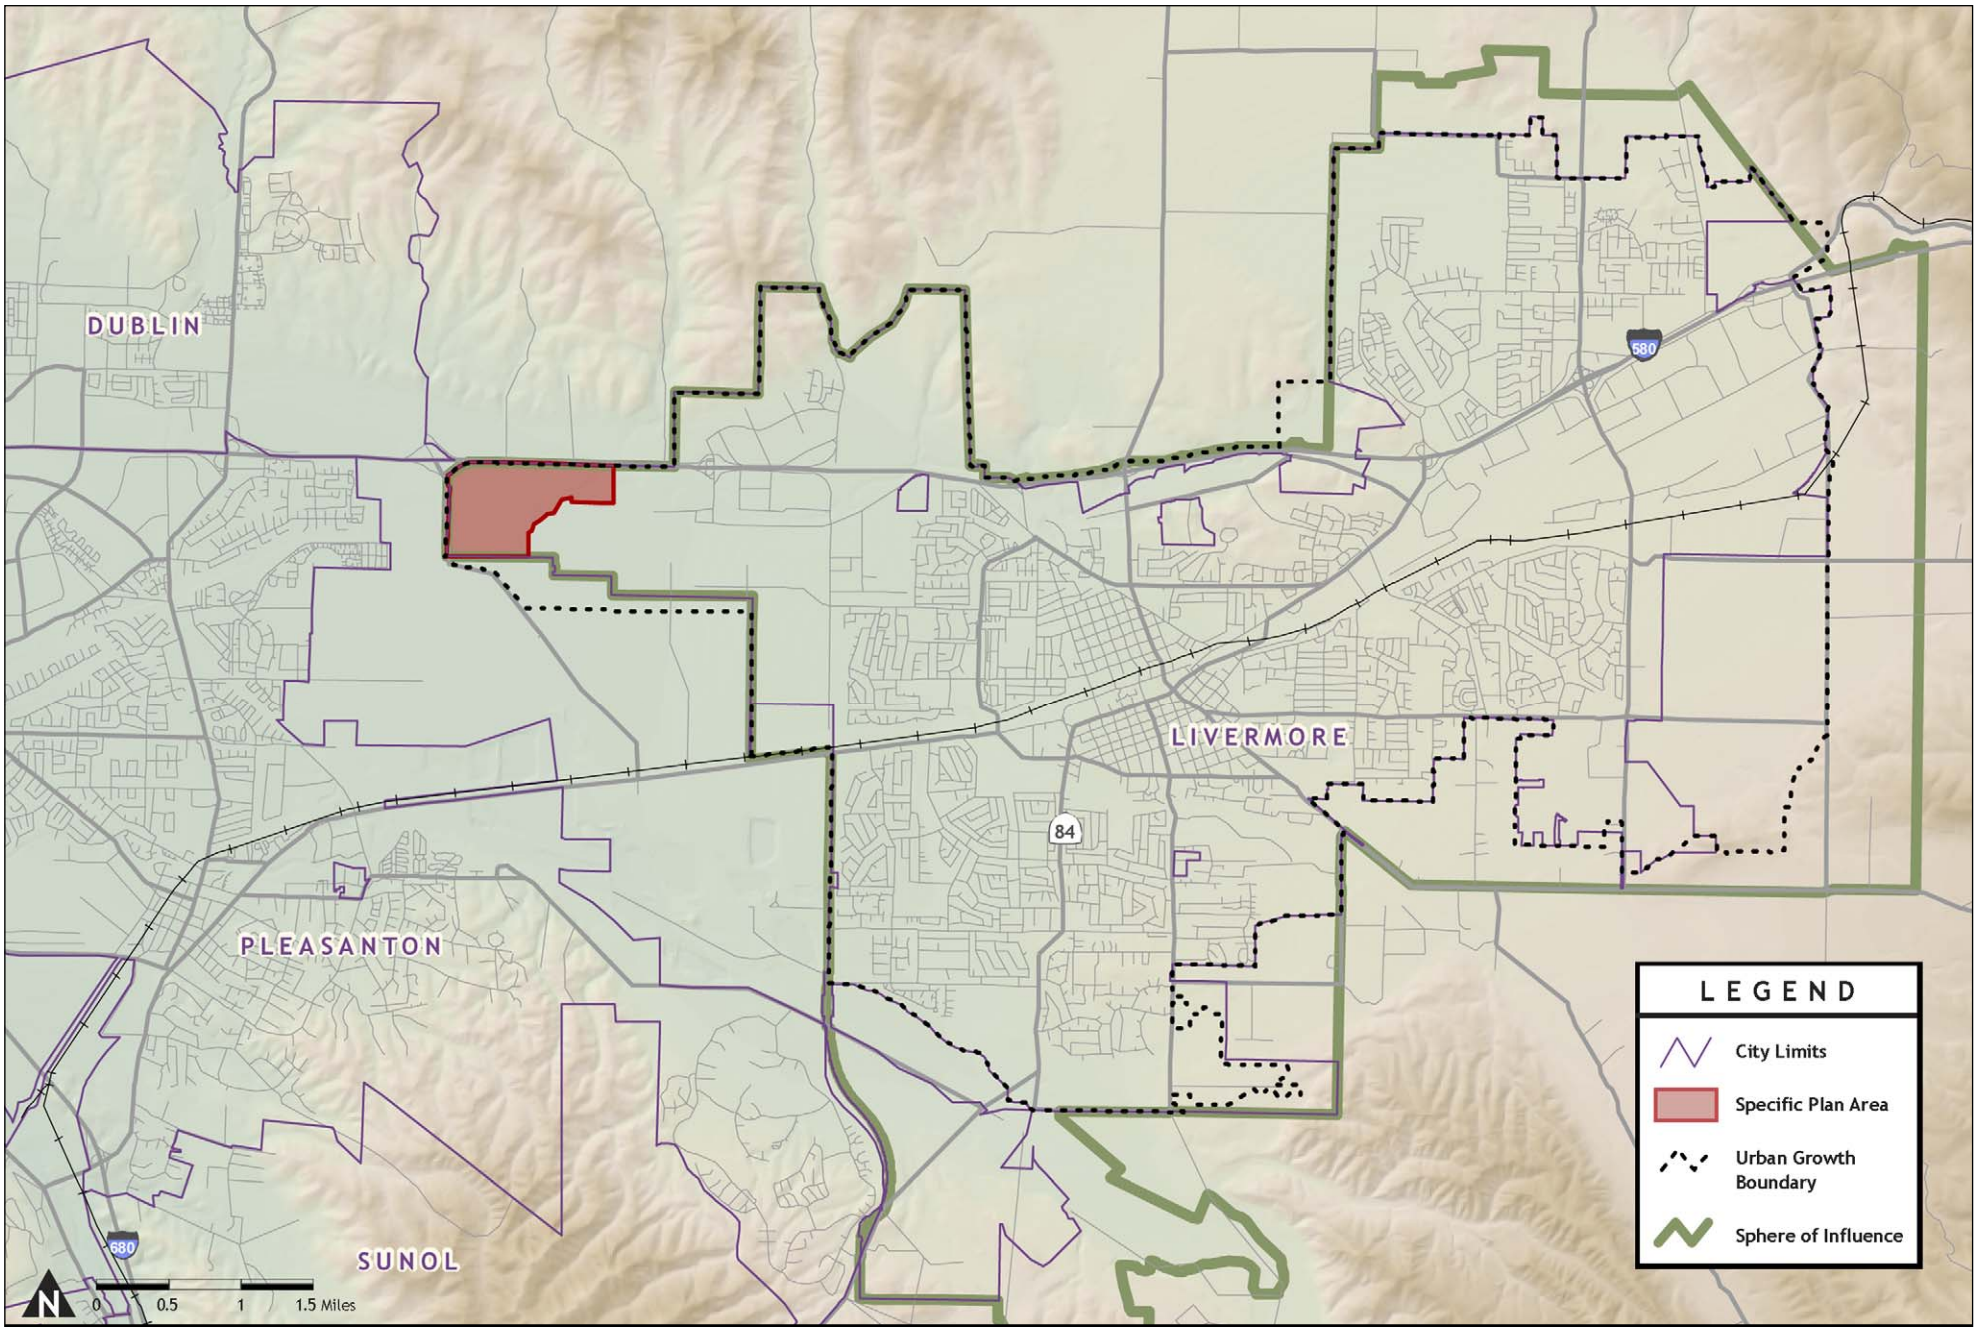 DUBLIN
580
LIVERMORE
84
PLEASANTON
SUNOL
680
N
0 0.5 1 1.5 Miles
LEGEND
City Limits
Specific Plan Area
Urban Growth
Boundary
Sphere of Influence